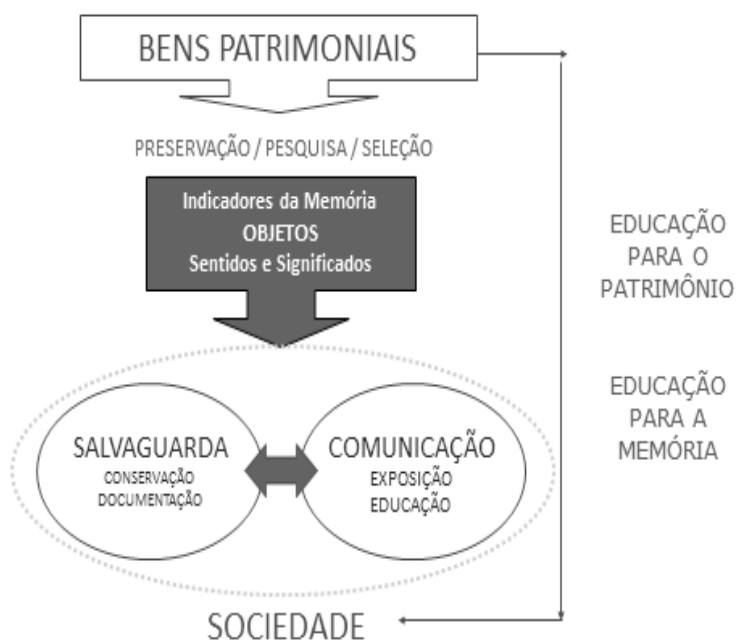 BENS PATRIMONIAIS
PRESERVAÇÃO / PESQUISA / SELEÇÃO
Indicadores da Memória
OBJETOS
Sentidos e Significados
EDUCAÇÃO
PARA O
PATRIMÔNIO
EDUCAÇÃO
PARA A
MEMÓRIA
SALVAGUARDA
CONSERVAÇÃO
DOCUMENTAÇÃO
COMUNICAÇÃO
EXPOSIÇÃO
EDUCAÇÃO
SOCIEDADE